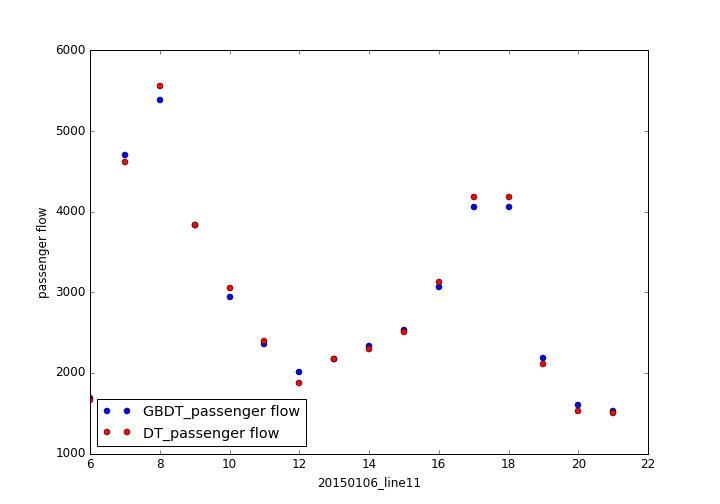 6000
5000
4000
3000
2000
1000
passenger flow
GBDT_passenger flow
DT_passenger flow
6 8 10 12 14 16 18 20 22
20150106_line11